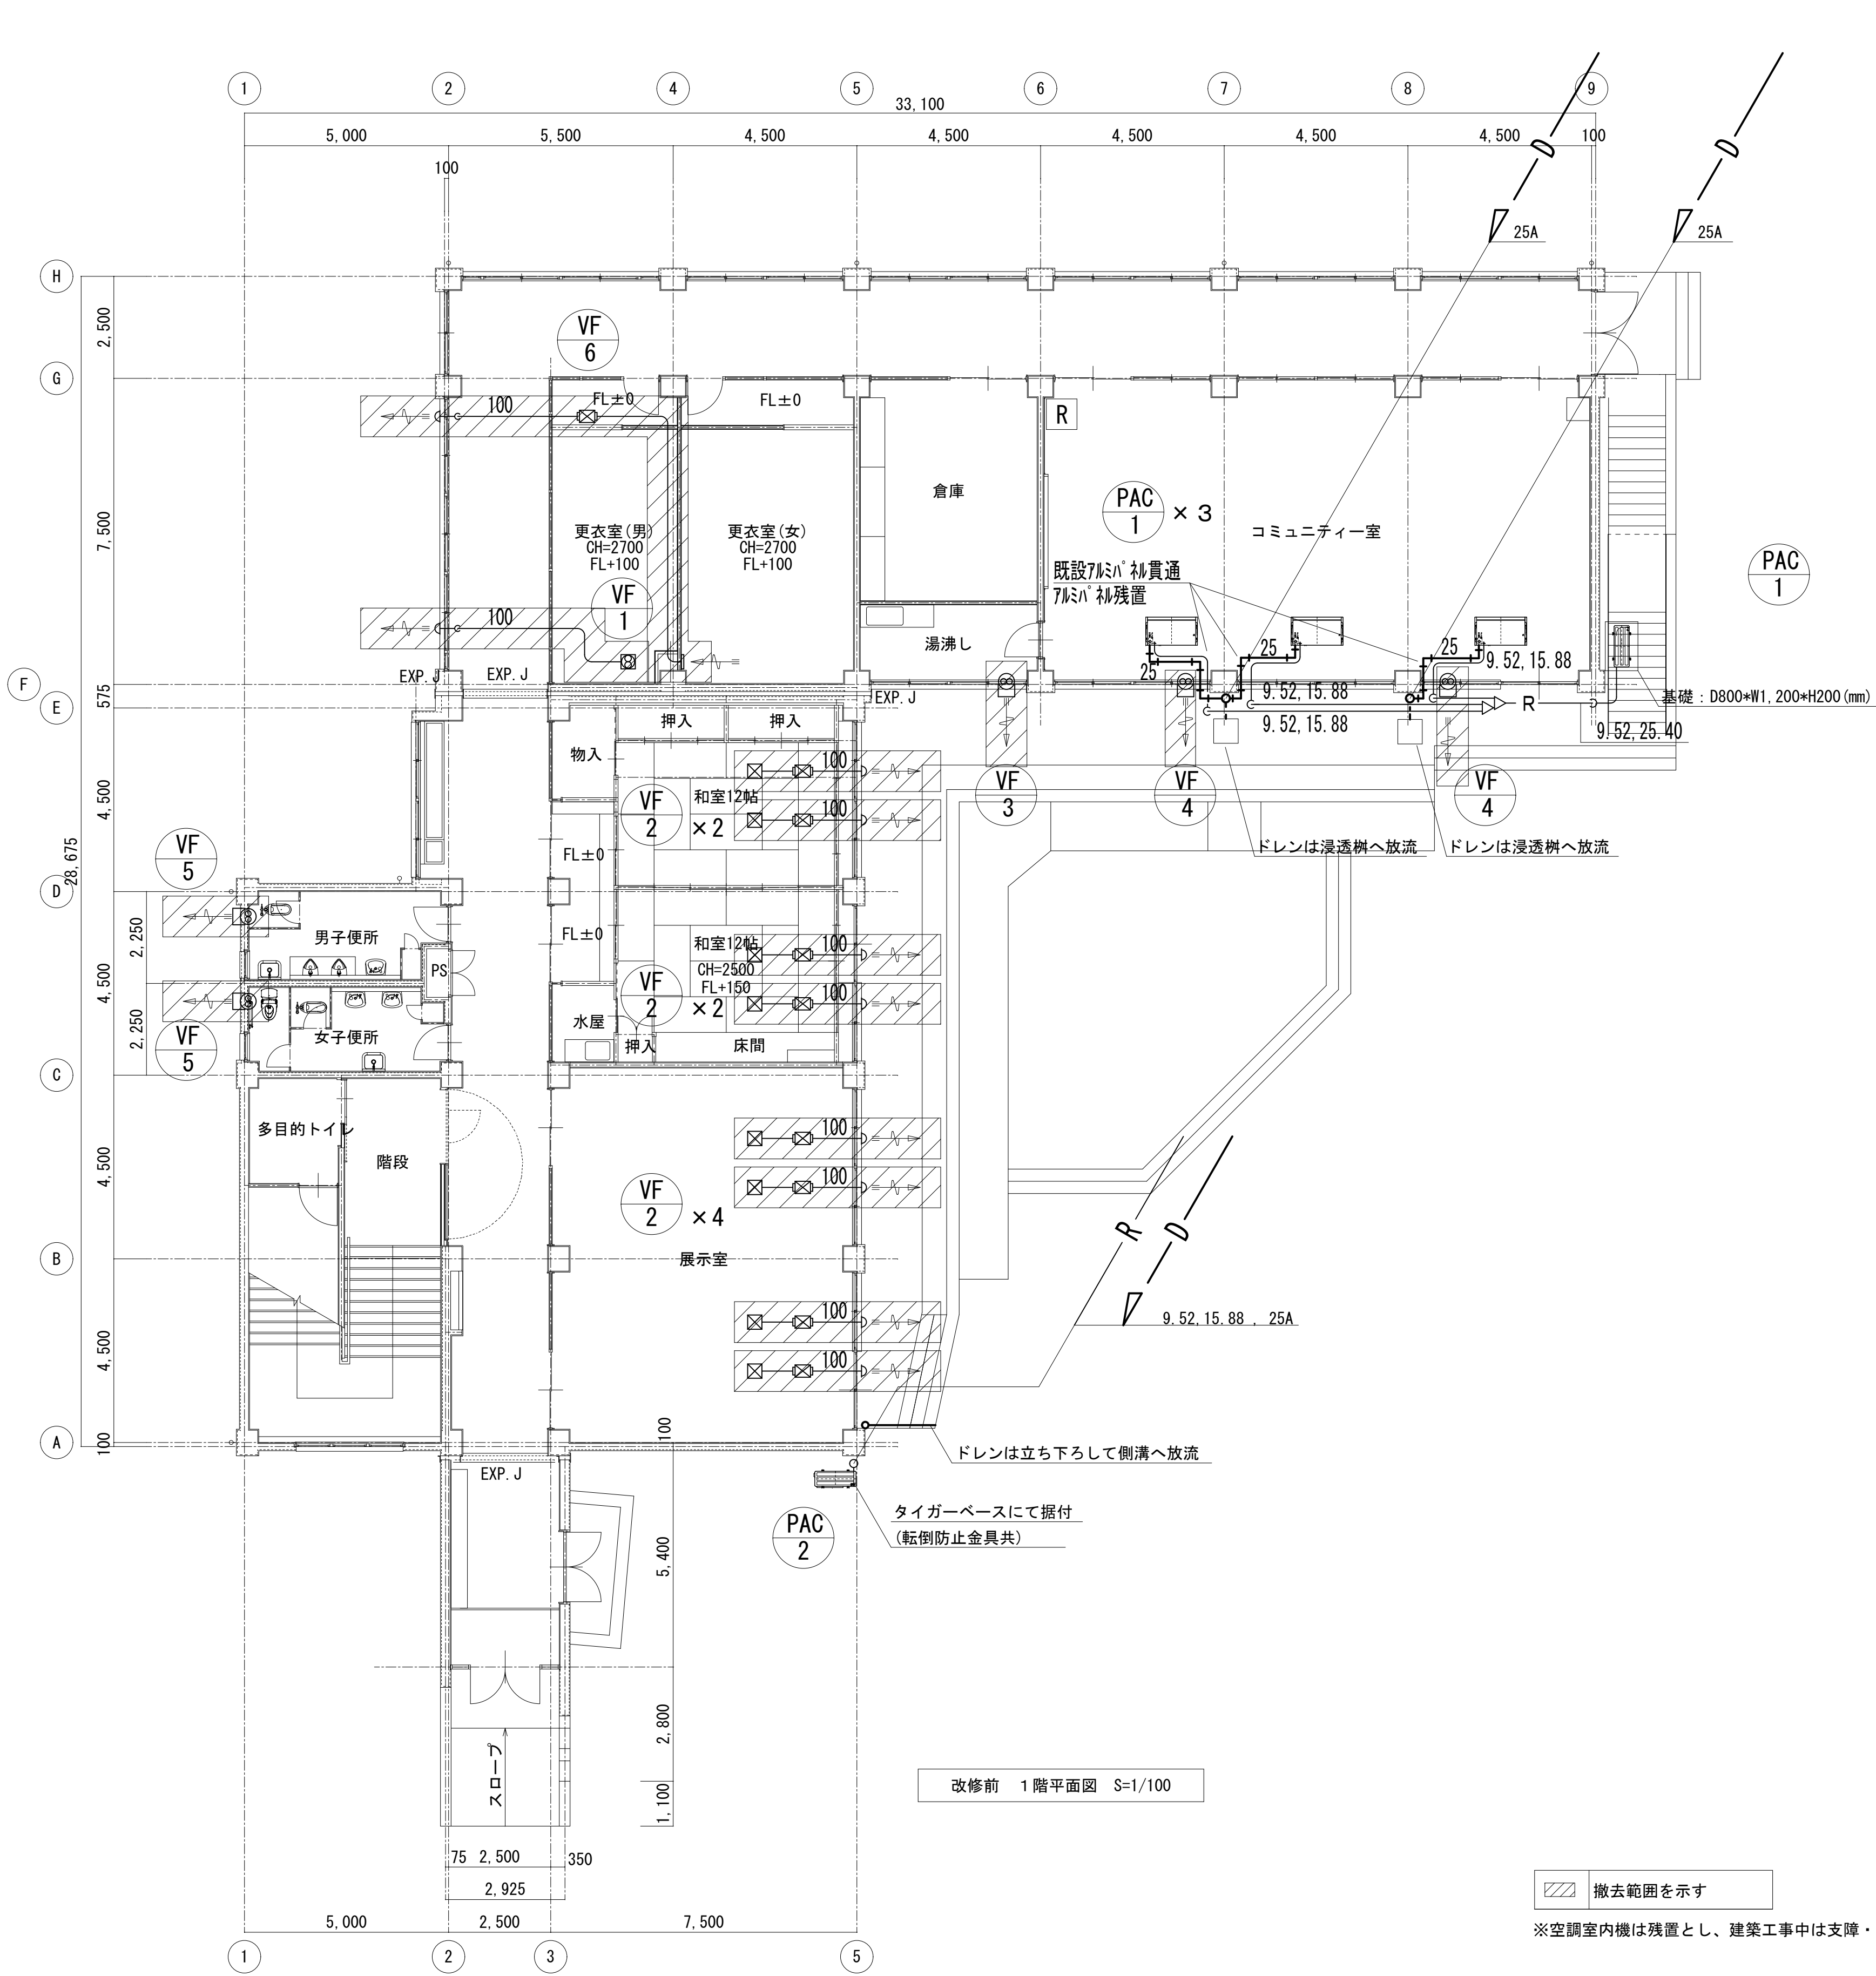 1
2
4
5
6
7
8
9
33,100
5,000
5,500
4,500
4,500
4,500
4,500
4,500
100
100
D
D
25A
25A
H
G
F
E
D
C
B
A
2,500
7,500
575
4,500
4,500
4,500
4,500
100
28,675
2,250
2,250
VF
6
100
FL±0
FL±0
R
倉庫
PAC
1
×3
コミュニティー室
更衣室(男)
CH=2700
FL+100
更衣室(女)
CH=2700
FL+100
既設アルミパネル貫通
アルミパネル残置
PAC
1
VF
1
100
湯沸し
25
25
25
9.52,15.88
9.52,15.88
9.52,15.88
R
基礎：D800*W1,200*H200(mm)
9.52,25.40
EXP.J
EXP.J
EXP.J
押入
押入
物入
100
和室12帖
VF
2
×2
100
VF
3
VF
4
VF
4
ドレンは浸透桝へ放流
ドレンは浸透桝へ放流
FL±0
VF
5
男子便所
PS
FL±0
和室12帖
CH=2500
FL+150
100
VF
2
×2
100
女子便所
VF
5
水屋
押入
床間
多目的トイレ
階段
100
100
VF
2
×4
展示室
R
D
9.52,15.88 , 25A
100
100
100
ドレンは立ち下ろして側溝へ放流
EXP.J
タイガーベースにて据付
(転倒防止金具共)
PAC
2
5,400
2,800
1,100
スロープ
改修前　１階平面図　S=1/100
75
2,500
350
2,925
5,000
2,500
7,500
1
2
3
5
撤去範囲を示す
※空調室内機は残置とし、建築工事中は支障・